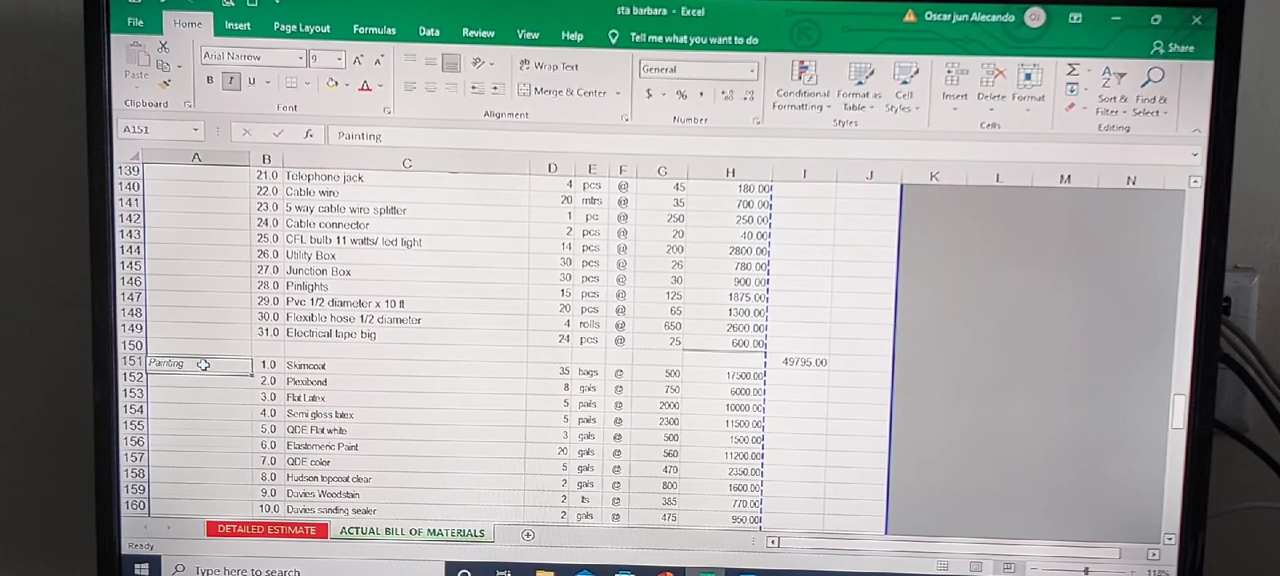 sta barbara - Excel
Oscar jun Alecando
File Home Insert Page Layout Formulas Data Review View Help Tell me what you want to do
Share
Arial Narrow 9
Wrap Text
General
Paste
B I U
Merge & Center
$ % ,
Conditional Formatting
Format as Table
Cell Styles
Insert Delete Format
Sort & Filter
Find & Select
Clipboard Font Alignment Number Styles Cells Editing
A151 fx Painting
A B C D E F G H I J K L M N
139 21.0 Telephone jack 4 pcs @ 45 180.00
140 22.0 Cable wire 20 mtrs @ 35 700.00
141 23.0 5 way cable wire splitter 1 pc @ 250 250.00
142 24.0 Cable connector 2 pcs @ 20 40.00
143 25.0 CFL bulb 11 watts/ led light 14 pcs @ 200 2800.00
144 26.0 Utility Box 30 pcs @ 26 780.00
145 27.0 Junction Box 30 pcs @ 30 900.00
146 28.0 Pinlights 15 pcs @ 125 1875.00
147 29.0 Pvc 1/2 diameter x 10 ft 20 pcs @ 65 1300.00
148 30.0 Flexible hose 1/2 diameter 4 rolls @ 650 2600.00
149 31.0 Electrical tape big 24 pcs @ 25 600.00
150 49795.00
151 Painting 1.0 Skimcoat 35 bags @ 500 17500.00
152 2.0 Plexibond 8 gals @ 750 6000.00
153 3.0 Flat Latex 5 pails @ 2000 10000.00
154 4.0 Semi gloss latex 5 pails @ 2300 11500.00
155 5.0 QDE Flat white 3 gals @ 500 1500.00
156 6.0 Elastomeric Paint 20 gals @ 560 11200.00
157 7.0 QDE color 5 gals @ 470 2350.00
158 8.0 Hudson topcoat clear 2 gals @ 800 1600.00
159 9.0 Davies Woodstain 2 lts @ 385 770.00
160 10.0 Davies sanding sealer 2 gals @ 475 950.00
DETAILED ESTIMATE ACTUAL BILL OF MATERIALS
Ready
118%
Type here to search